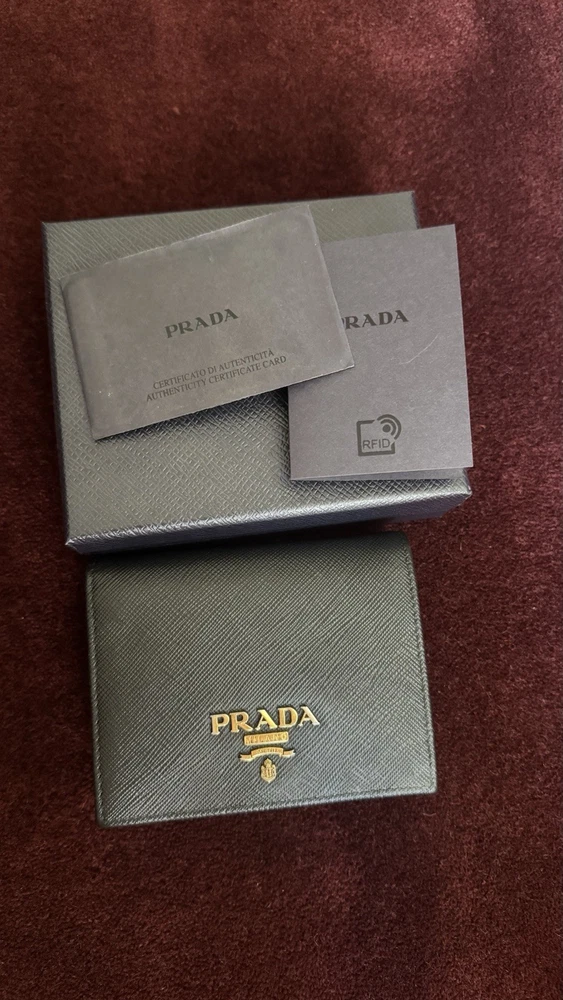 PRADA
CERTIFICATO DI AUTENTICITÀ
AUTHENTICITY CERTIFICATE CARD
PRADA
RFID
PRADA